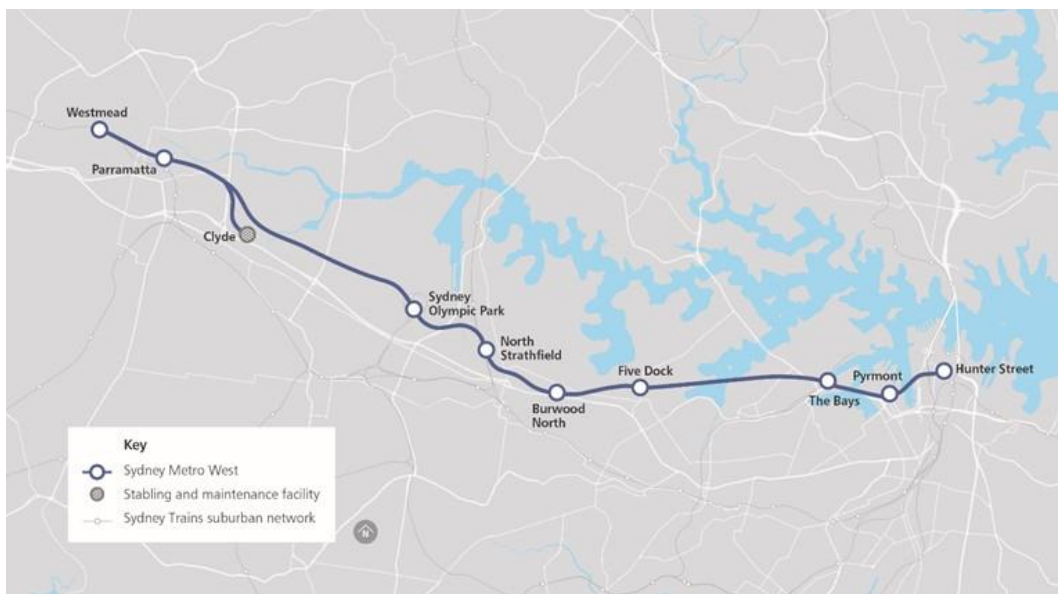 Westmead
Parramatta
Clyde
Sydney
Olympic Park
North
Strathfield
Burwood
North
Five Dock
The Bays
Pyrmont
Hunter Street
Key
Sydney Metro West
Stabling and maintenance facility
Sydney Trains suburban network
N